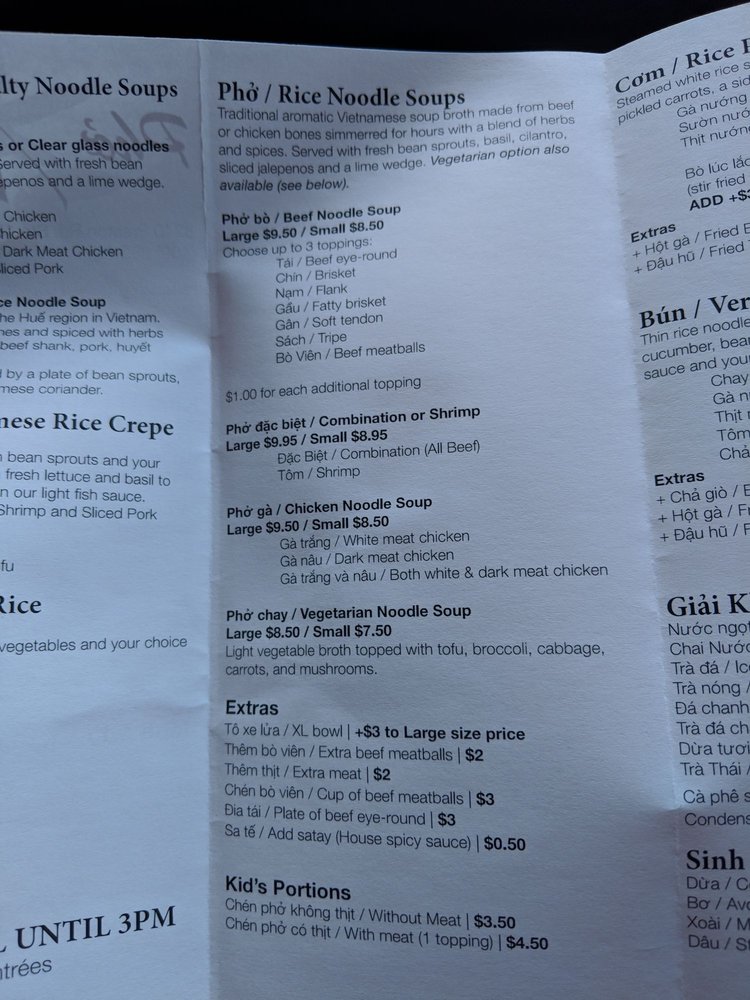 lty Noodle Soups
s or Clear glass noodles
Served with fresh bean
lapenos and a lime wedge.
Chicken
hicken
Dark Meat Chicken
Sliced Pork
ce Noodle Soup
he Huế region in Vietnam.
nes and spiced with herbs
beef shank, pork, huyết
d by a plate of bean sprouts,
mese coriander.
nese Rice Crepe
n bean sprouts and your
fresh lettuce and basil to
n our light fish sauce.
Shrimp and Sliced Pork
fu
Rice
vegetables and your choice
L UNTIL 3PM
ntrées
Phở / Rice Noodle Soups
Traditional aromatic Vietnamese soup broth made from beef
or chicken bones simmerred for hours with a blend of herbs
and spices. Served with fresh bean sprouts, basil, cilantro,
sliced jalepenos and a lime wedge. Vegetarian option also
available (see below).
Phở bò / Beef Noodle Soup
Large $9.50 / Small $8.50
Choose up to 3 toppings:
Tái / Beef eye-round
Chín / Brisket
Nạm / Flank
Gầu / Fatty brisket
Gân / Soft tendon
Sách / Tripe
Bò Viên / Beef meatballs
$1.00 for each additional topping
Phở đặc biệt / Combination or Shrimp
Large $9.95 / Small $8.95
Đặc Biệt / Combination (All Beef)
Tôm / Shrimp
Phở gà / Chicken Noodle Soup
Large $9.50 / Small $8.50
Gà trắng / White meat chicken
Gà nâu / Dark meat chicken
Gà trắng và nâu / Both white & dark meat chicken
Phở chay / Vegetarian Noodle Soup
Large $8.50 / Small $7.50
Light vegetable broth topped with tofu, broccoli, cabbage,
carrots, and mushrooms.
Extras
Tô xe lửa / XL bowl | +$3 to Large size price
Thêm bò viên / Extra beef meatballs | $2
Thêm thịt / Extra meat | $2
Chén bò viên / Cup of beef meatballs | $3
Đia tái / Plate of beef eye-round | $3
Sa tế / Add satay (House spicy sauce) | $0.50
Kid's Portions
Chén phở không thịt / Without Meat | $3.50
Chén phở có thịt / With meat (1 topping) | $4.50
Cơm / Rice P
Steamed white rice s
pickled carrots, a sid
Gà nướng
Sườn nướ
Thịt nướn
Bò lúc lắc
(stir fried
ADD +$3
Extras
+ Hột gà / Fried E
+ Đậu hũ / Fried T
Bún / Ver
Thin rice noodle
cucumber, bear
sauce and you
Chay
Gà n
Thịt n
Tôm
Chả
Extras
+ Chả giò / E
+ Hột gà / Fr
+ Đậu hũ / F
Giải K
Nước ngọt
Chai Nước
Trà đá / Ice
Trà nóng /
Đá chanh
Trà đá ch
Dừa tươi
Trà Thái /
Cà phê s
Condens
Sinh
Dừa / Co
Bơ / Avo
Xoài / M
Dâu / St